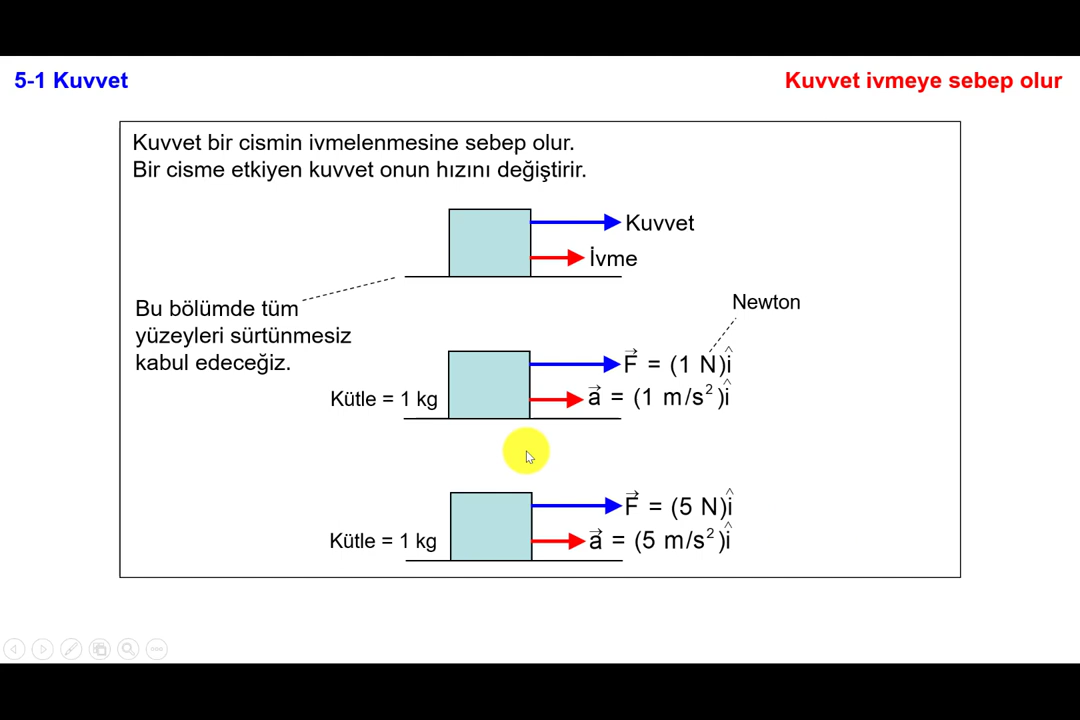 5-1 Kuvvet
Kuvvet ivmeye sebep olur
Kuvvet bir cismin ivmelenmesine sebep olur.
Bir cisme etkiyen kuvvet onun hızını değiştirir.
Kuvvet
İvme
Bu bölümde tüm
yüzeyleri sürtünmesiz
kabul edeceğiz.
Newton
F⃗ = (1 N)î
Kütle = 1 kg
a⃗ = (1 m/s²)î
F⃗ = (5 N)î
Kütle = 1 kg
a⃗ = (5 m/s²)î